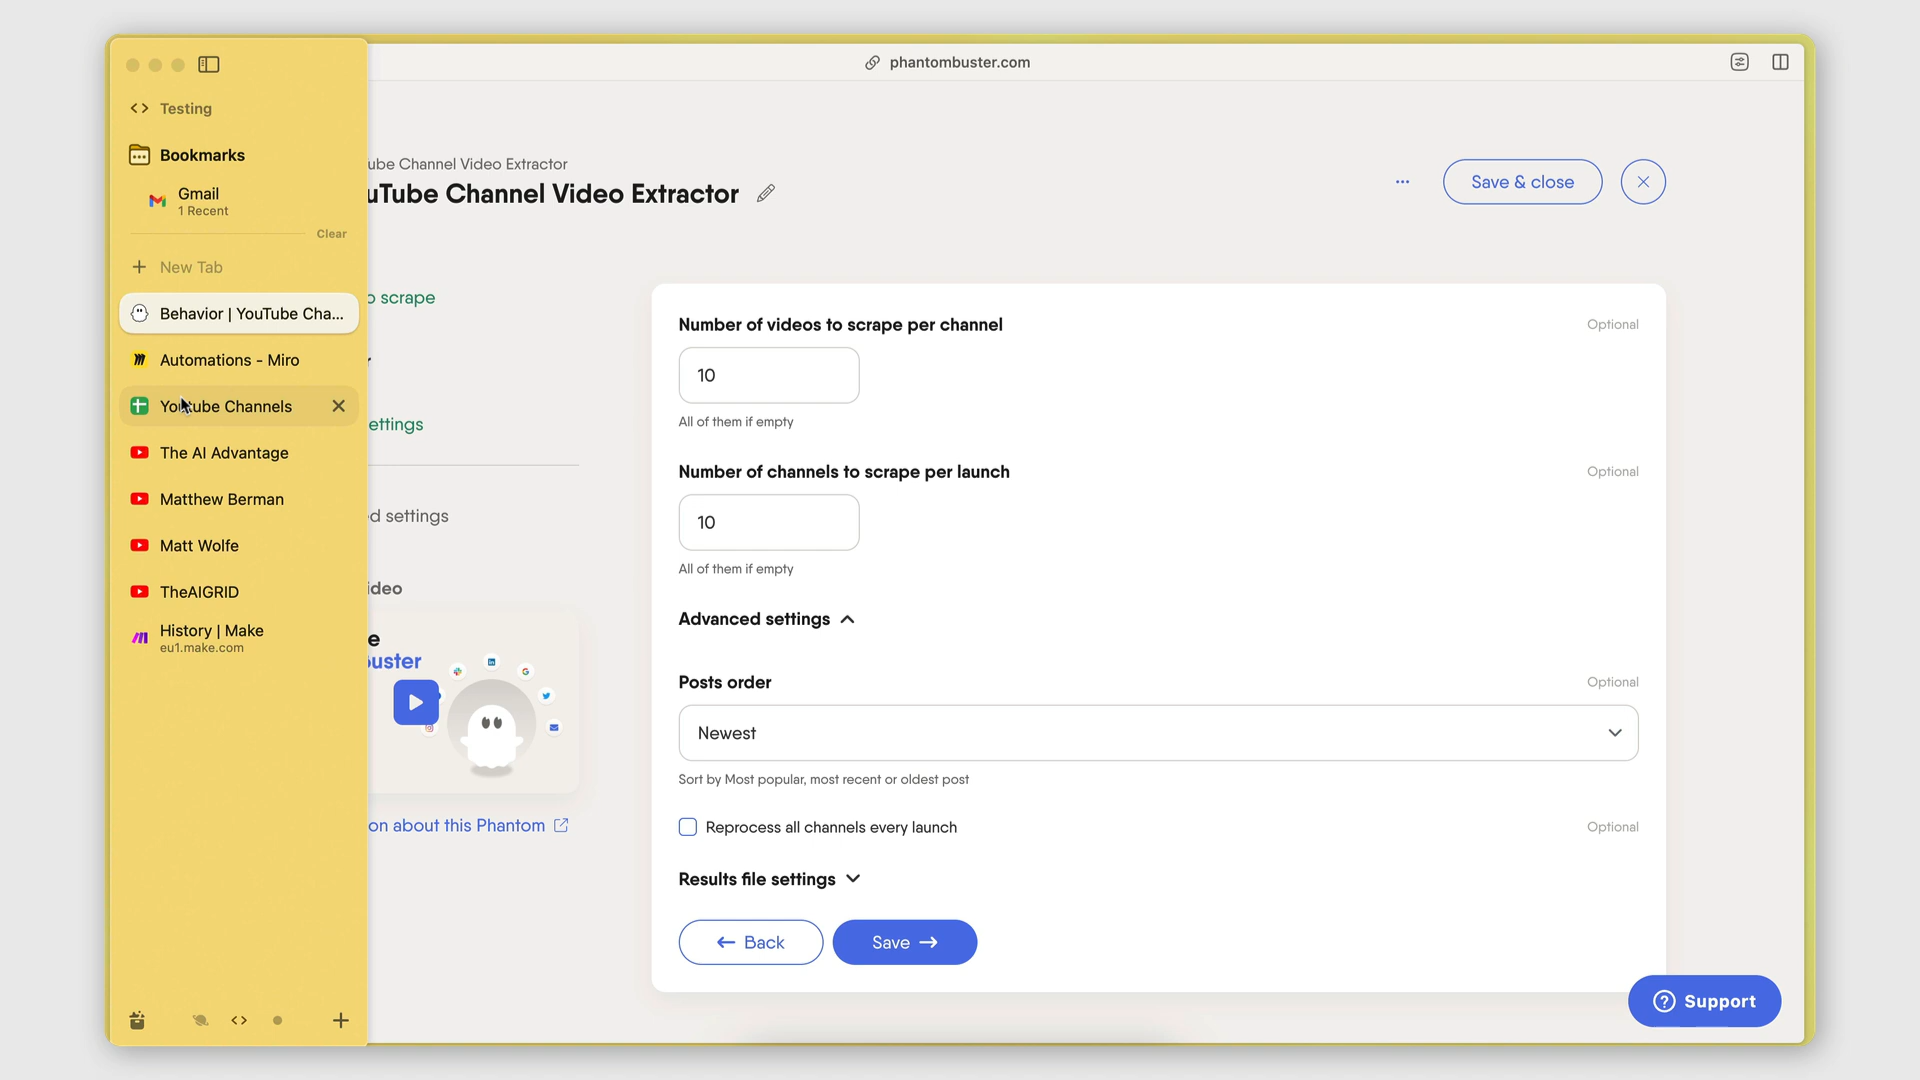 phantombuster.com
Testing
Bookmarks
Gmail
1 Recent
Clear
New Tab
Behavior | YouTube Cha...
Automations - Miro
Youtube Channels
The AI Advantage
Matthew Berman
Matt Wolfe
TheAIGRID
History | Make
eu1.make.com
ube Channel Video Extractor
uTube Channel Video Extractor
...
Save & close
o scrape
r
ettings
d settings
ideo
e
buster
on about this Phantom
Number of videos to scrape per channel
Optional
10
All of them if empty
Number of channels to scrape per launch
Optional
10
All of them if empty
Advanced settings
Posts order
Optional
Newest
Sort by Most popular, most recent or oldest post
Reprocess all channels every launch
Optional
Results file settings
Back
Save
Support